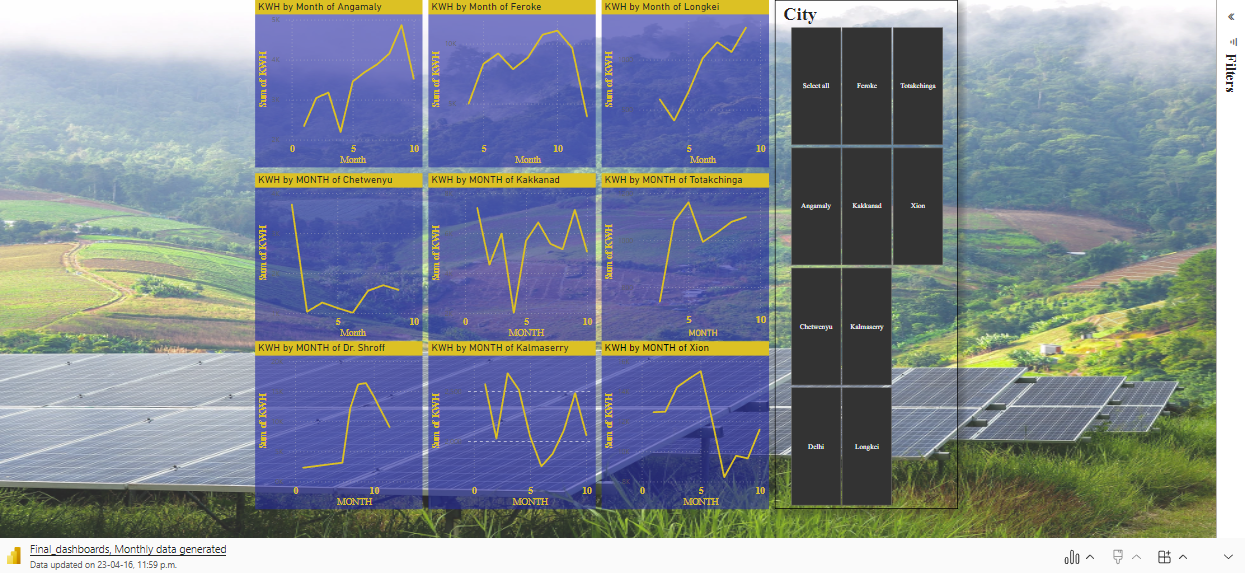 KWH by Month of Angamaly
Sum of KWH
0 5 10
Month
KWH by Month of Feroke
Sum of KWH
5 10
Month
KWH by Month of Longkei
Sum of KWH
5 10
Month
KWH by MONTH of Chetwenyu
Sum of KWH
5 10
Month
KWH by MONTH of Kakkanad
Sum of KWH
0 5 10
MONTH
KWH by MONTH of Totakchinga
Sum of KWH
5 10
MONTH
KWH by MONTH of Dr. Shroff
Sum of KWH
0 10
MONTH
KWH by MONTH of Kalmaserry
Sum of KWH
0 5 10
MONTH
KWH by MONTH of Xion
Sum of KWH
0 5 10
MONTH
City
Select all Feroke Totakchinga
Angamaly Kakkanad Xion
Chetwenyu Kalmaserry
Delhi Longkei
Filters
Final_dashboards, Monthly data generated
Data updated on 23-04-16, 11:59 p.m.